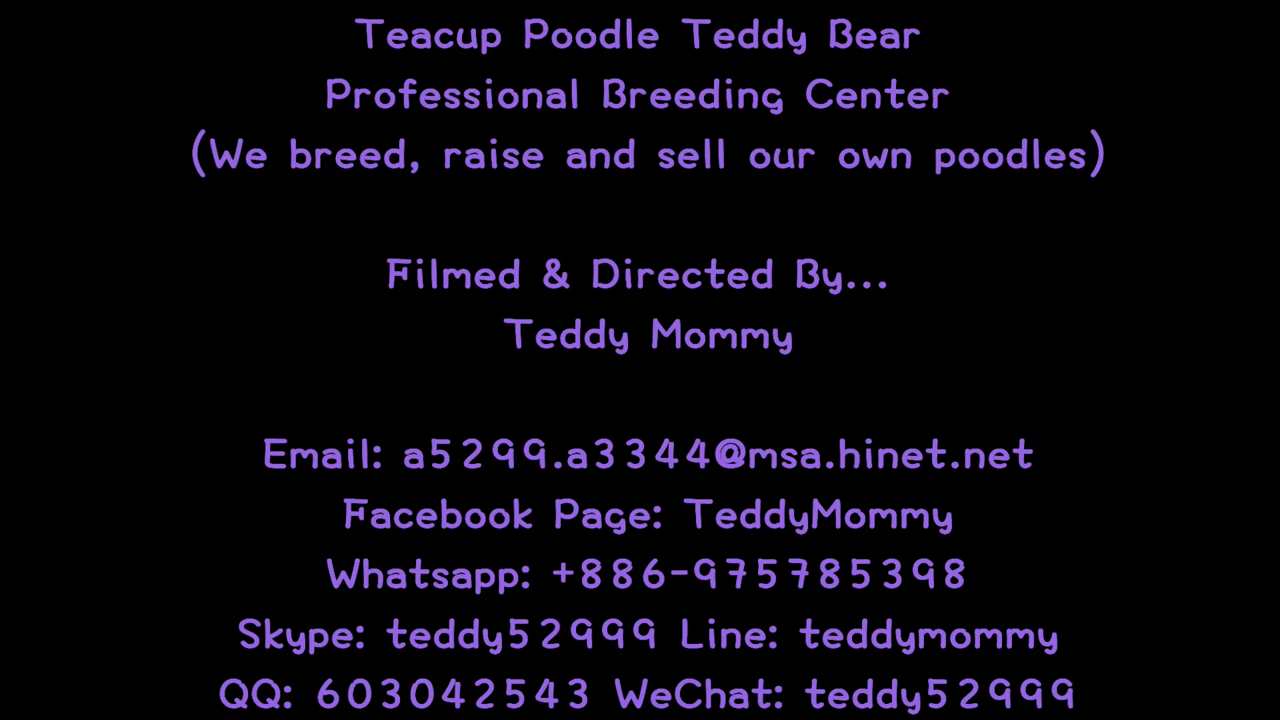 Teacup Poodle Teddy Bear
Professional Breeding Center
(We breed, raise and sell our own poodles)
Filmed & Directed By...
Teddy Mommy
Email: a5299.a3344@msa.hinet.net
Facebook Page: TeddyMommy
Whatsapp: +886-975785398
Skype: teddy52999 Line: teddymommy
QQ: 603042543 WeChat: teddy52999